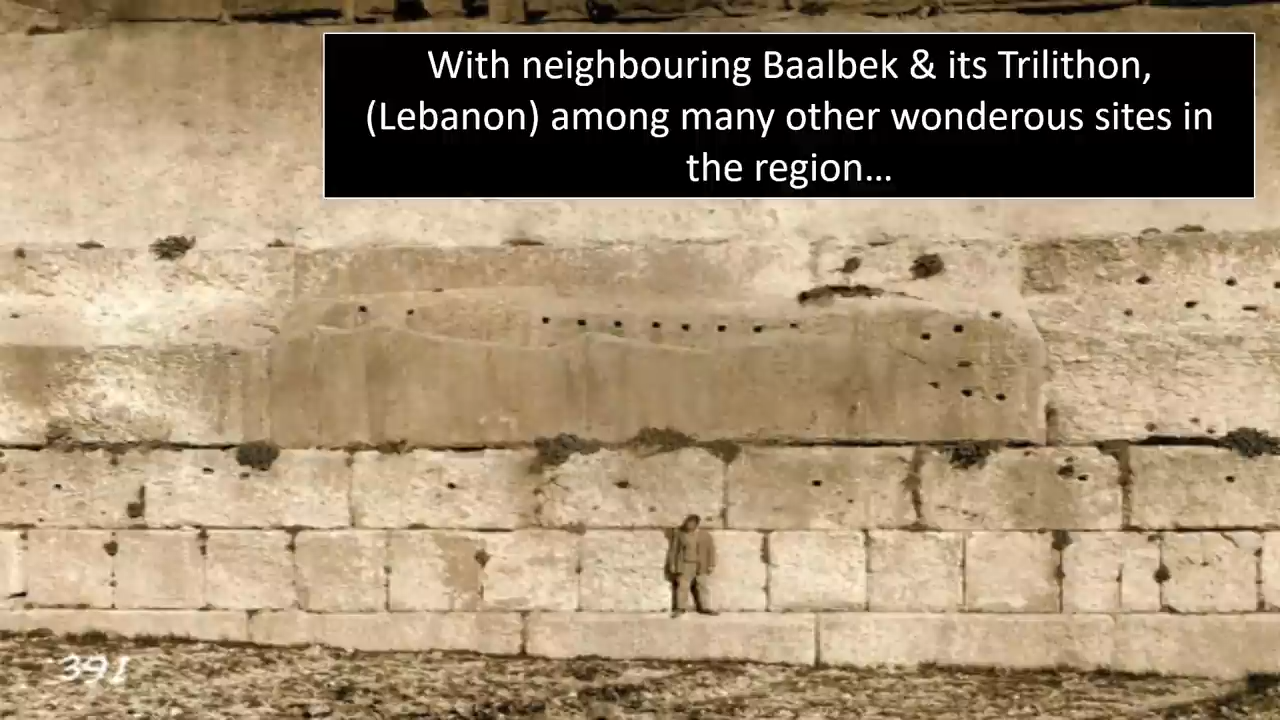 With neighbouring Baalbek & its Trilithon,
(Lebanon) among many other wonderous sites in
the region…
391